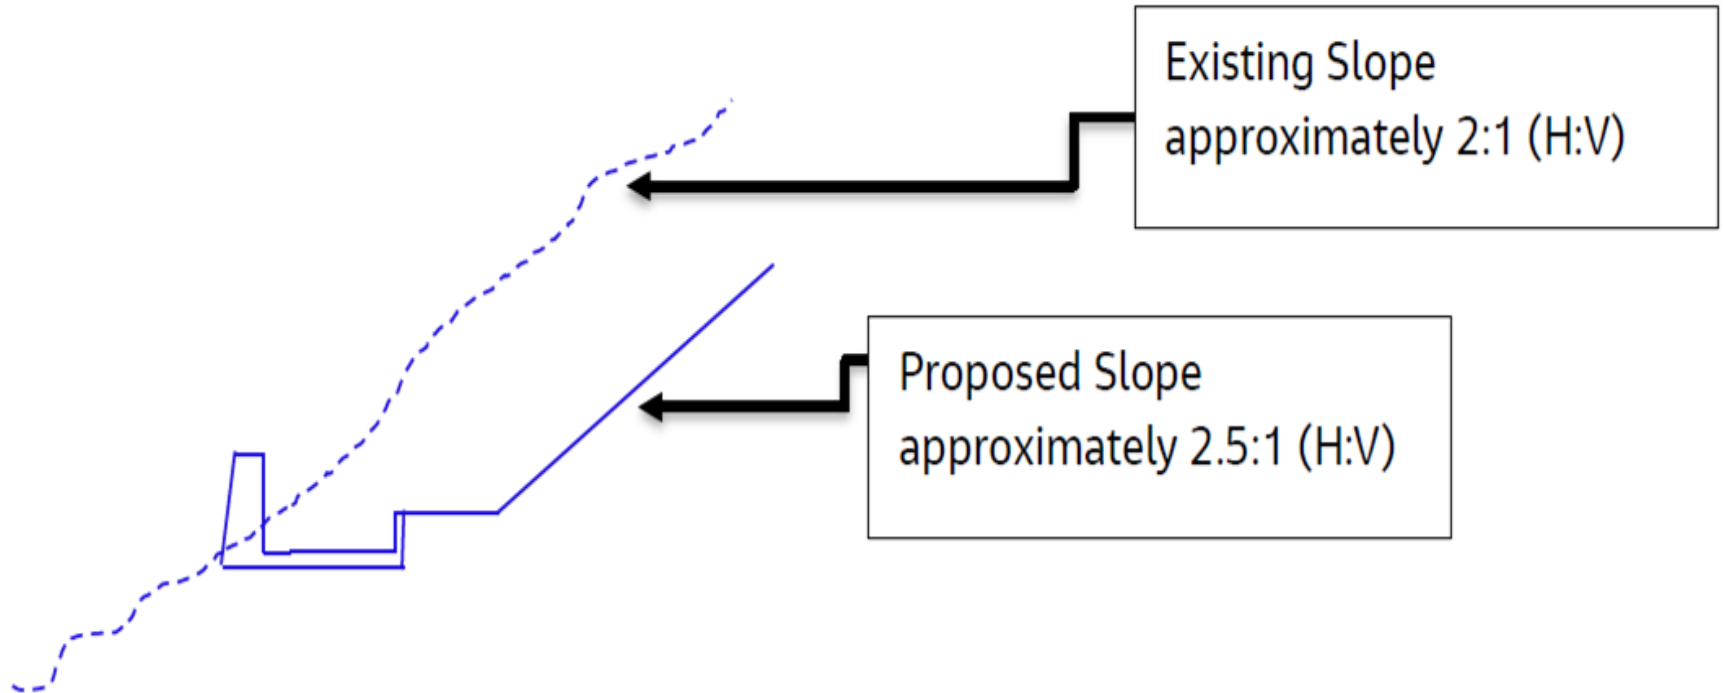 Existing Slope
approximately 2:1 (H:V)
Proposed Slope
approximately 2.5:1 (H:V)